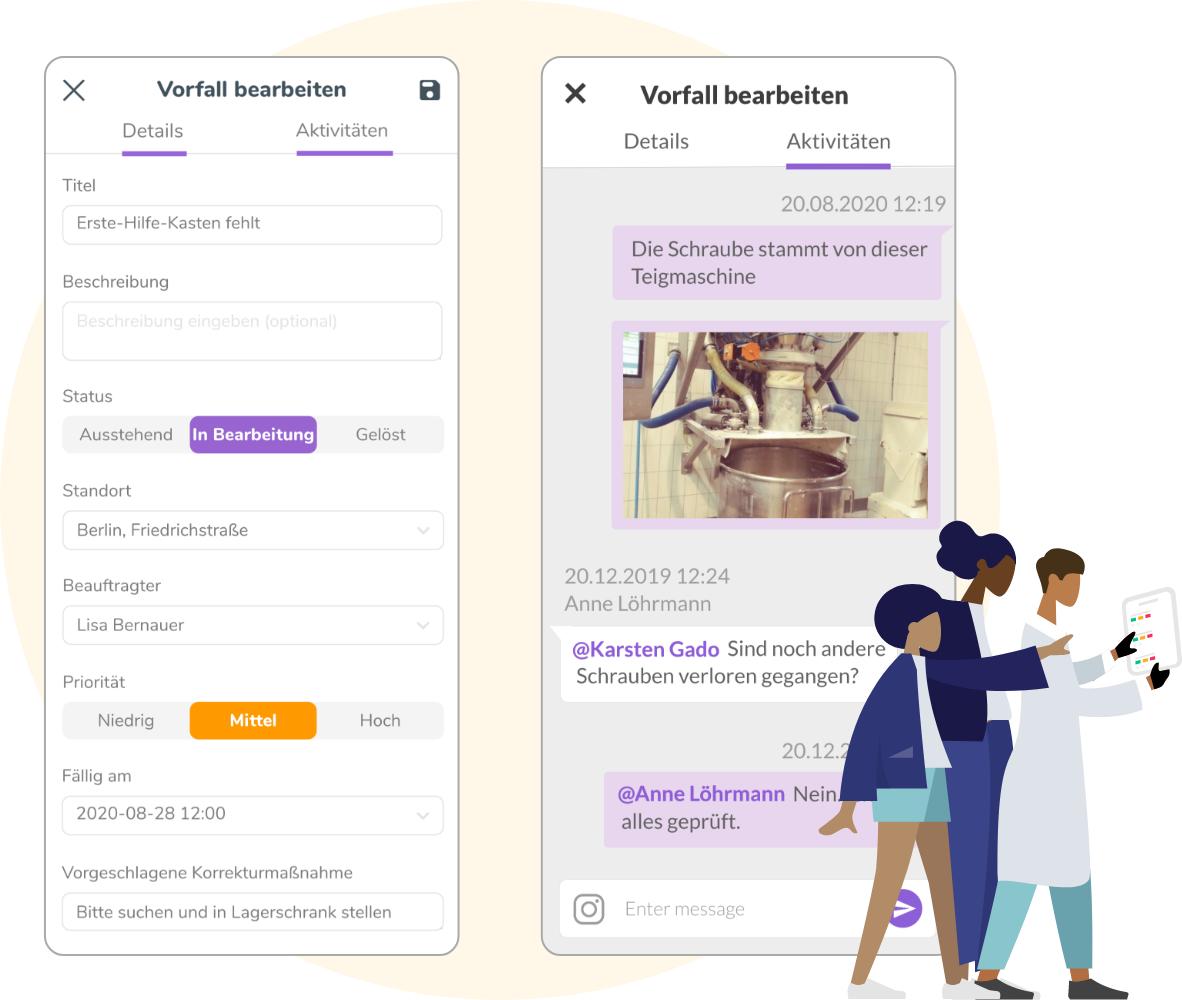 Vorfall bearbeiten
Details
Aktivitäten
Titel
Erste-Hilfe-Kasten fehlt
Beschreibung
Beschreibung eingeben (optional)
Status
Ausstehend
In Bearbeitung
Gelöst
Standort
Berlin, Friedrichstraße
Beauftragter
Lisa Bernauer
Priorität
Niedrig
Mittel
Hoch
Fällig am
2020-08-28 12:00
Vorgeschlagene Korrekturmaßnahme
Bitte suchen und in Lagerschrank stellen
Vorfall bearbeiten
Details
Aktivitäten
20.08.2020 12:19
Die Schraube stammt von dieser
Teigmaschine
20.12.2019 12:24
Anne Löhrmann
@Karsten Gado Sind noch andere
Schrauben verloren gegangen?
20.12.
@Anne Löhrmann Nein.
alles geprüft.
Enter message